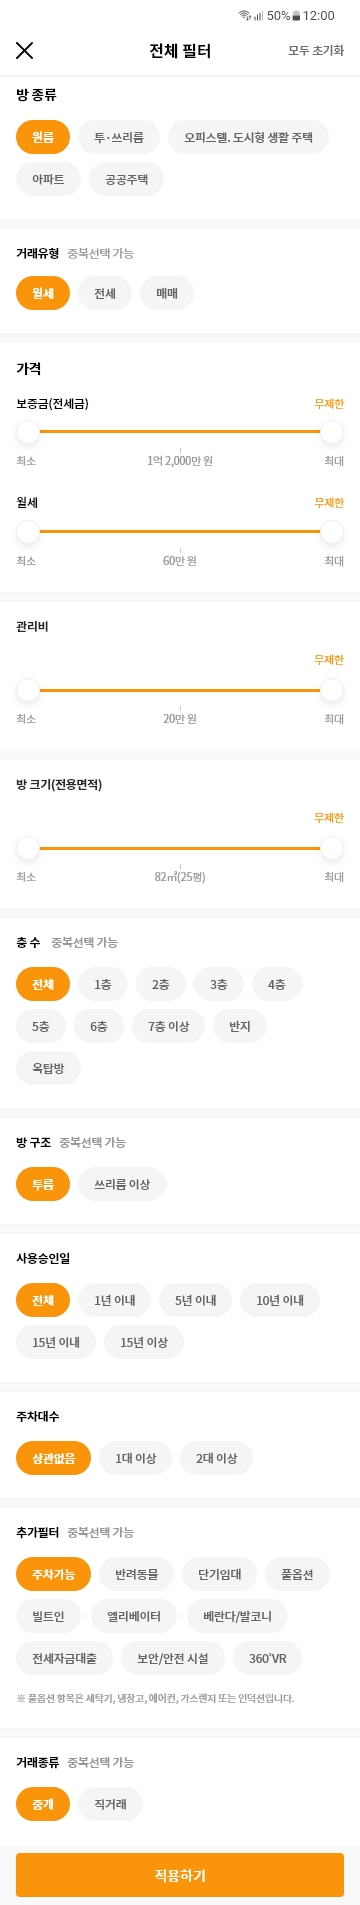 50% 12:00
전체 필터 모두 초기화
방 종류
원룸 투·쓰리룸 오피스텔. 도시형 생활 주택
아파트 공공주택
거래유형 중복선택 가능
월세 전세 매매
가격
보증금(전세금) 무제한
최소 1억 2,000만 원 최대
월세 무제한
최소 60만 원 최대
관리비
무제한
최소 20만 원 최대
방 크기(전용면적)
무제한
최소 82㎡(25평) 최대
층 수 중복선택 가능
전체 1층 2층 3층 4층
5층 6층 7층 이상 반지
옥탑방
방 구조 중복선택 가능
투룸 쓰리룸 이상
사용승인일
전체 1년 이내 5년 이내 10년 이내
15년 이내 15년 이상
주차대수
상관없음 1대 이상 2대 이상
추가필터 중복선택 가능
주차가능 반려동물 단기임대 풀옵션
빌트인 엘리베이터 베란다/발코니
전세자금대출 보안/안전 시설 360°VR
※ 풀옵션 항목은 세탁기, 냉장고, 에어컨, 가스렌지 또는 인덕션입니다.
거래종류 중복선택 가능
중개 직거래
적용하기